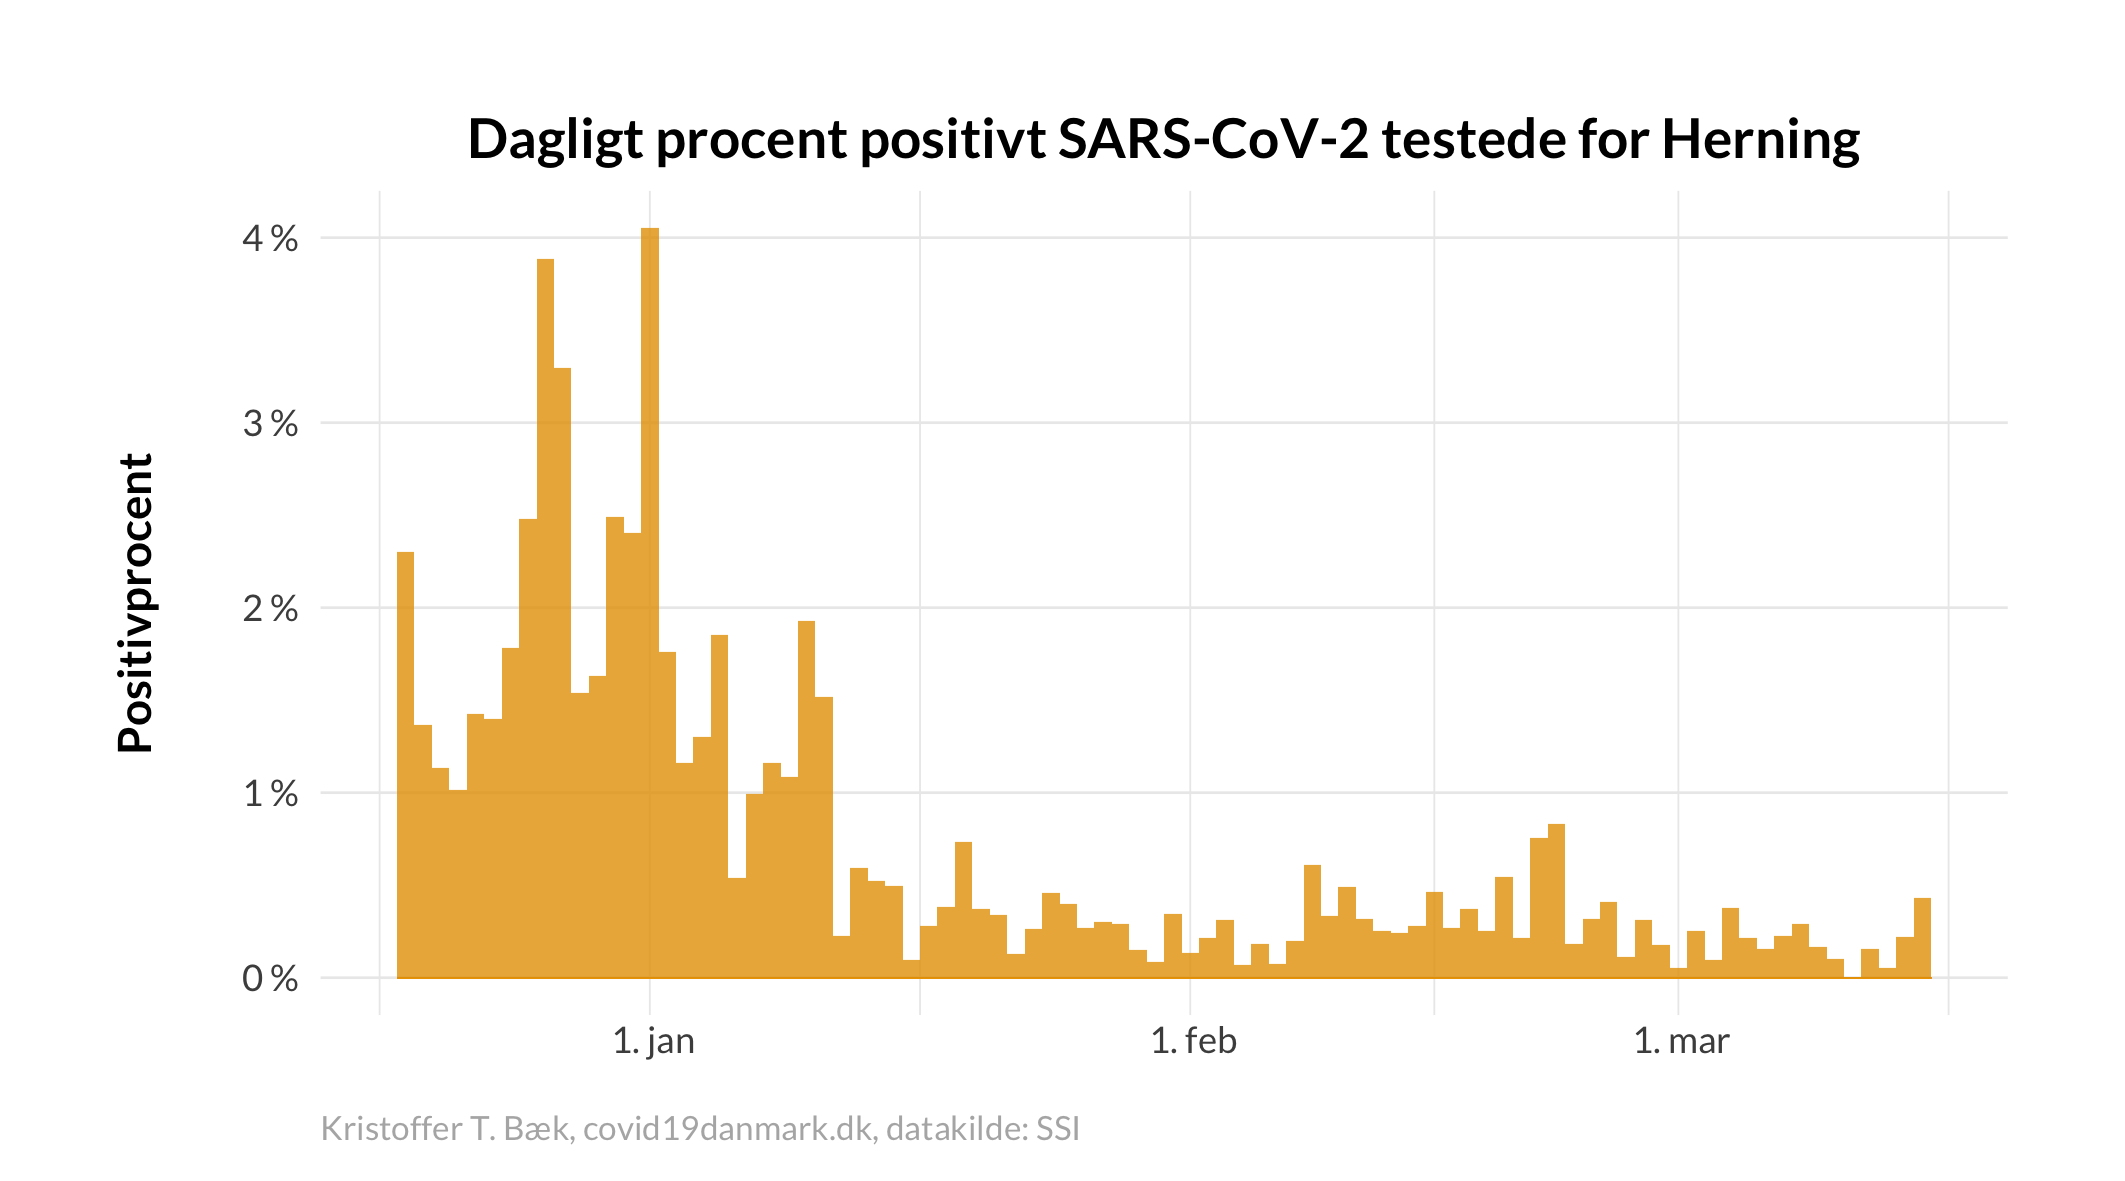 Dagligt procent positivt SARS-CoV-2 testede for Herning
Positivprocent
4 %
3 %
2 %
1 %
0 %
1. jan
1. feb
1. mar
Kristoffer T. Bæk, covid19danmark.dk, datakilde: SSI